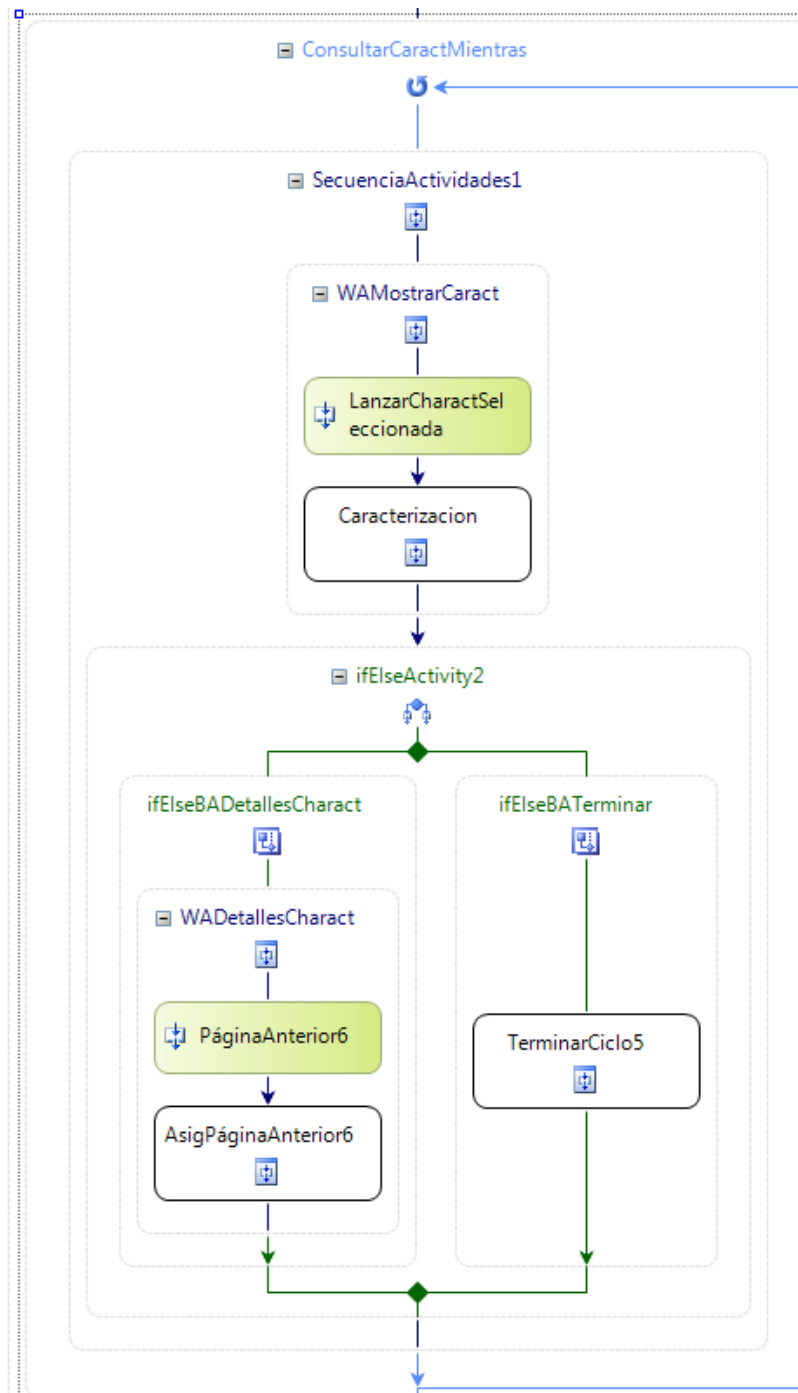 ConsultarCaractMientras
SecuenciaActividades1
WAMostrarCaract
LanzarCharactSel
eccionada
Caracterizacion
ifElseActivity2
ifElseBADetallesCharact
ifElseBATerminar
WADetallesCharact
PáginaAnterior6
TerminarCiclo5
AsigPáginaAnterior6